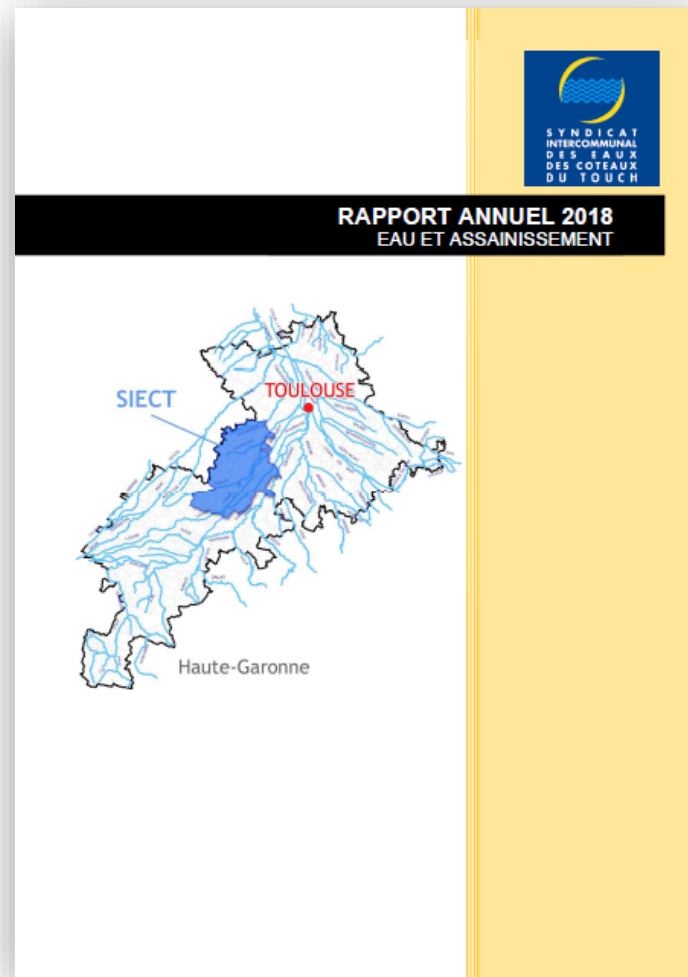 SYNDICAT
INTERCOMMUNAL
DES EAUX
DES COTEAUX
DU TOUCH
RAPPORT ANNUEL 2018
EAU ET ASSAINISSEMENT
SIECT
TOULOUSE
Haute-Garonne